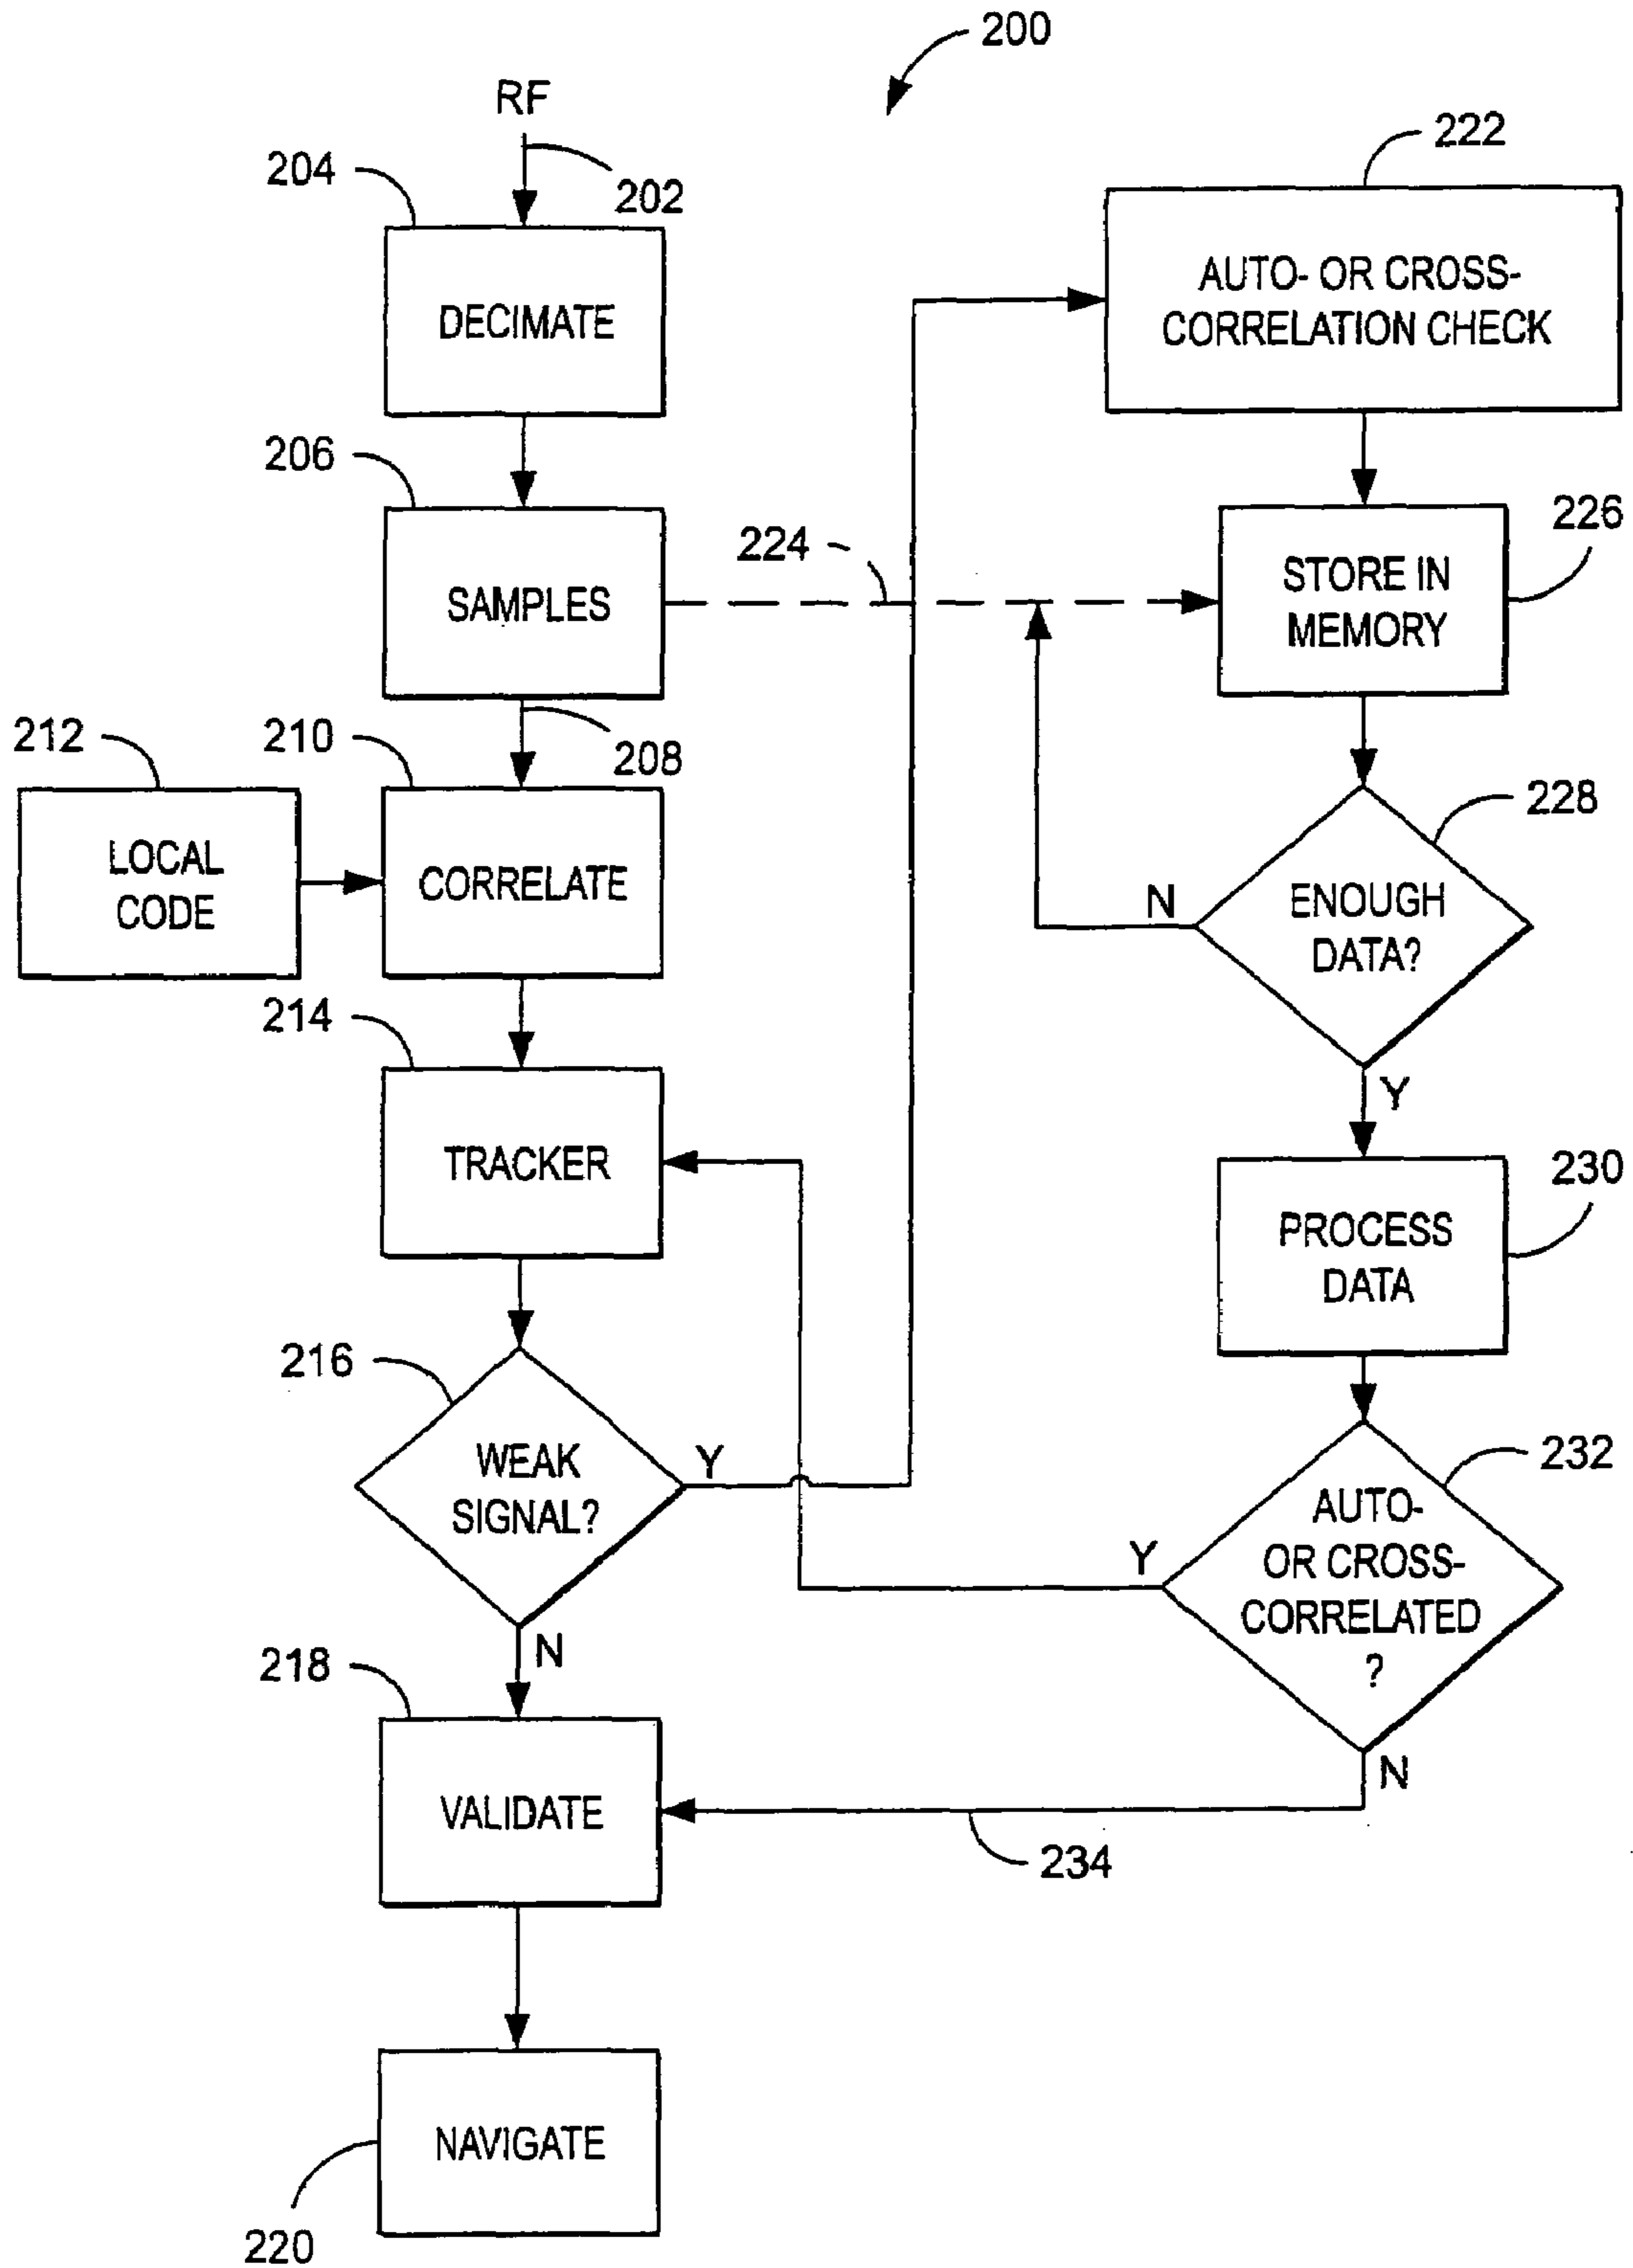 200
RF
202
204
DECIMATE
206
SAMPLES
208
212
LOCAL
CODE
210
CORRELATE
214
TRACKER
216
WEAK
SIGNAL?
Y
N
218
VALIDATE
220
NAVIGATE
222
AUTO- OR CROSS-
CORRELATION CHECK
224
226
STORE IN
MEMORY
228
ENOUGH
DATA?
N
Y
230
PROCESS
DATA
232
AUTO-
OR CROSS-
CORRELATED
?
Y
N
234